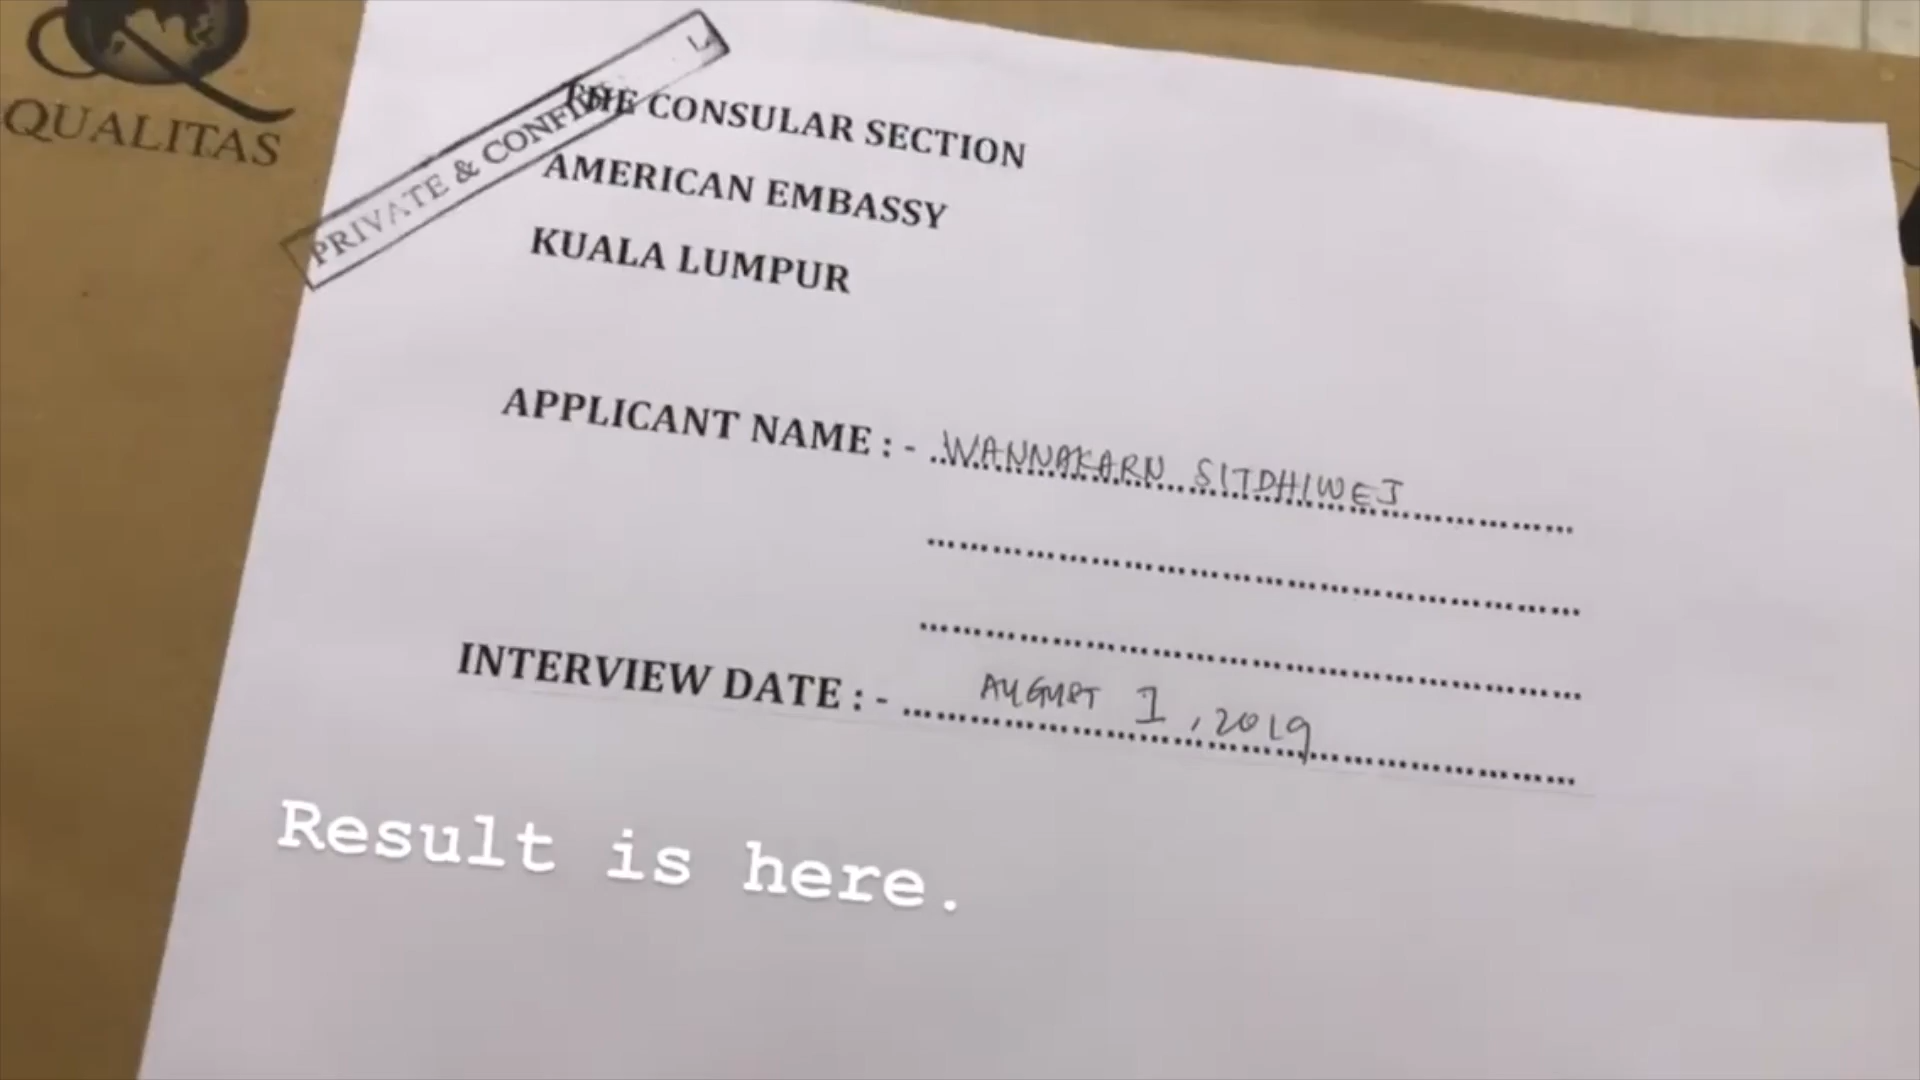 QUALITAS
PRIVATE & CONFID
THE CONSULAR SECTION
AMERICAN EMBASSY
KUALA LUMPUR
APPLICANT NAME : - WANNAKARN SITDHIWEJ
INTERVIEW DATE : - AUGUST 1, 2019
Result is here.